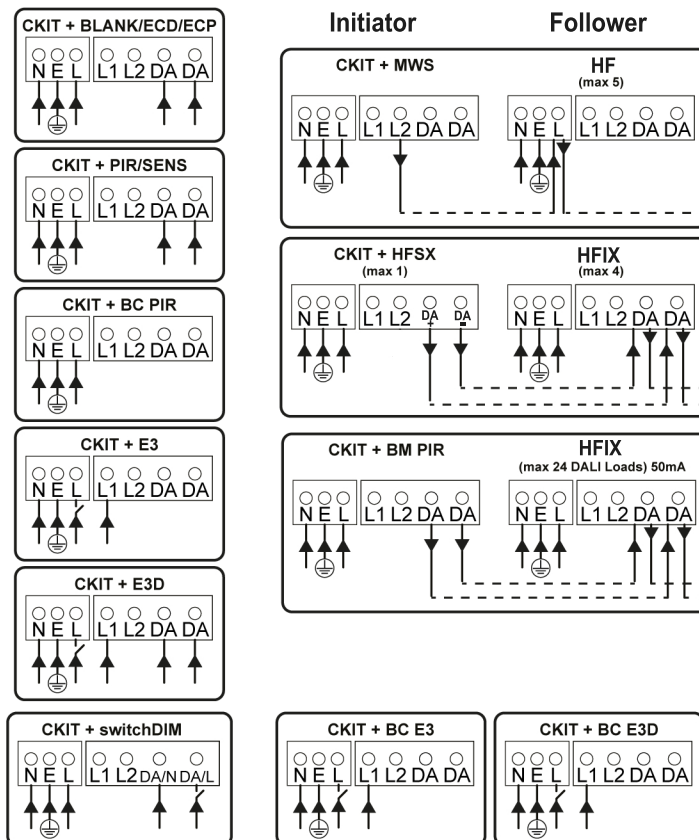 CKIT + BLANK/ECD/ECP
N E L L1 L2 DA DA
CKIT + PIR/SENS
N E L L1 L2 DA DA
CKIT + BC PIR
N E L L1 L2 DA DA
CKIT + E3
N E L L1 L2 DA DA
CKIT + E3D
N E L L1 L2 DA DA
CKIT + switchDIM
N E L L1 L2 DA/N DA/L
Initiator Follower
CKIT + MWS
N E L L1 L2 DA DA
HF
(max 5)
N E L L1 L2 DA DA
CKIT + HFSX
(max 1)
N E L L1 L2 DA DA
+ -
HFIX
(max 4)
N E L L1 L2 DA DA
CKIT + BM PIR
N E L L1 L2 DA DA
HFIX
(max 24 DALI Loads) 50mA
N E L L1 L2 DA DA
CKIT + BC E3
N E L L1 L2 DA DA
CKIT + BC E3D
N E L L1 L2 DA DA